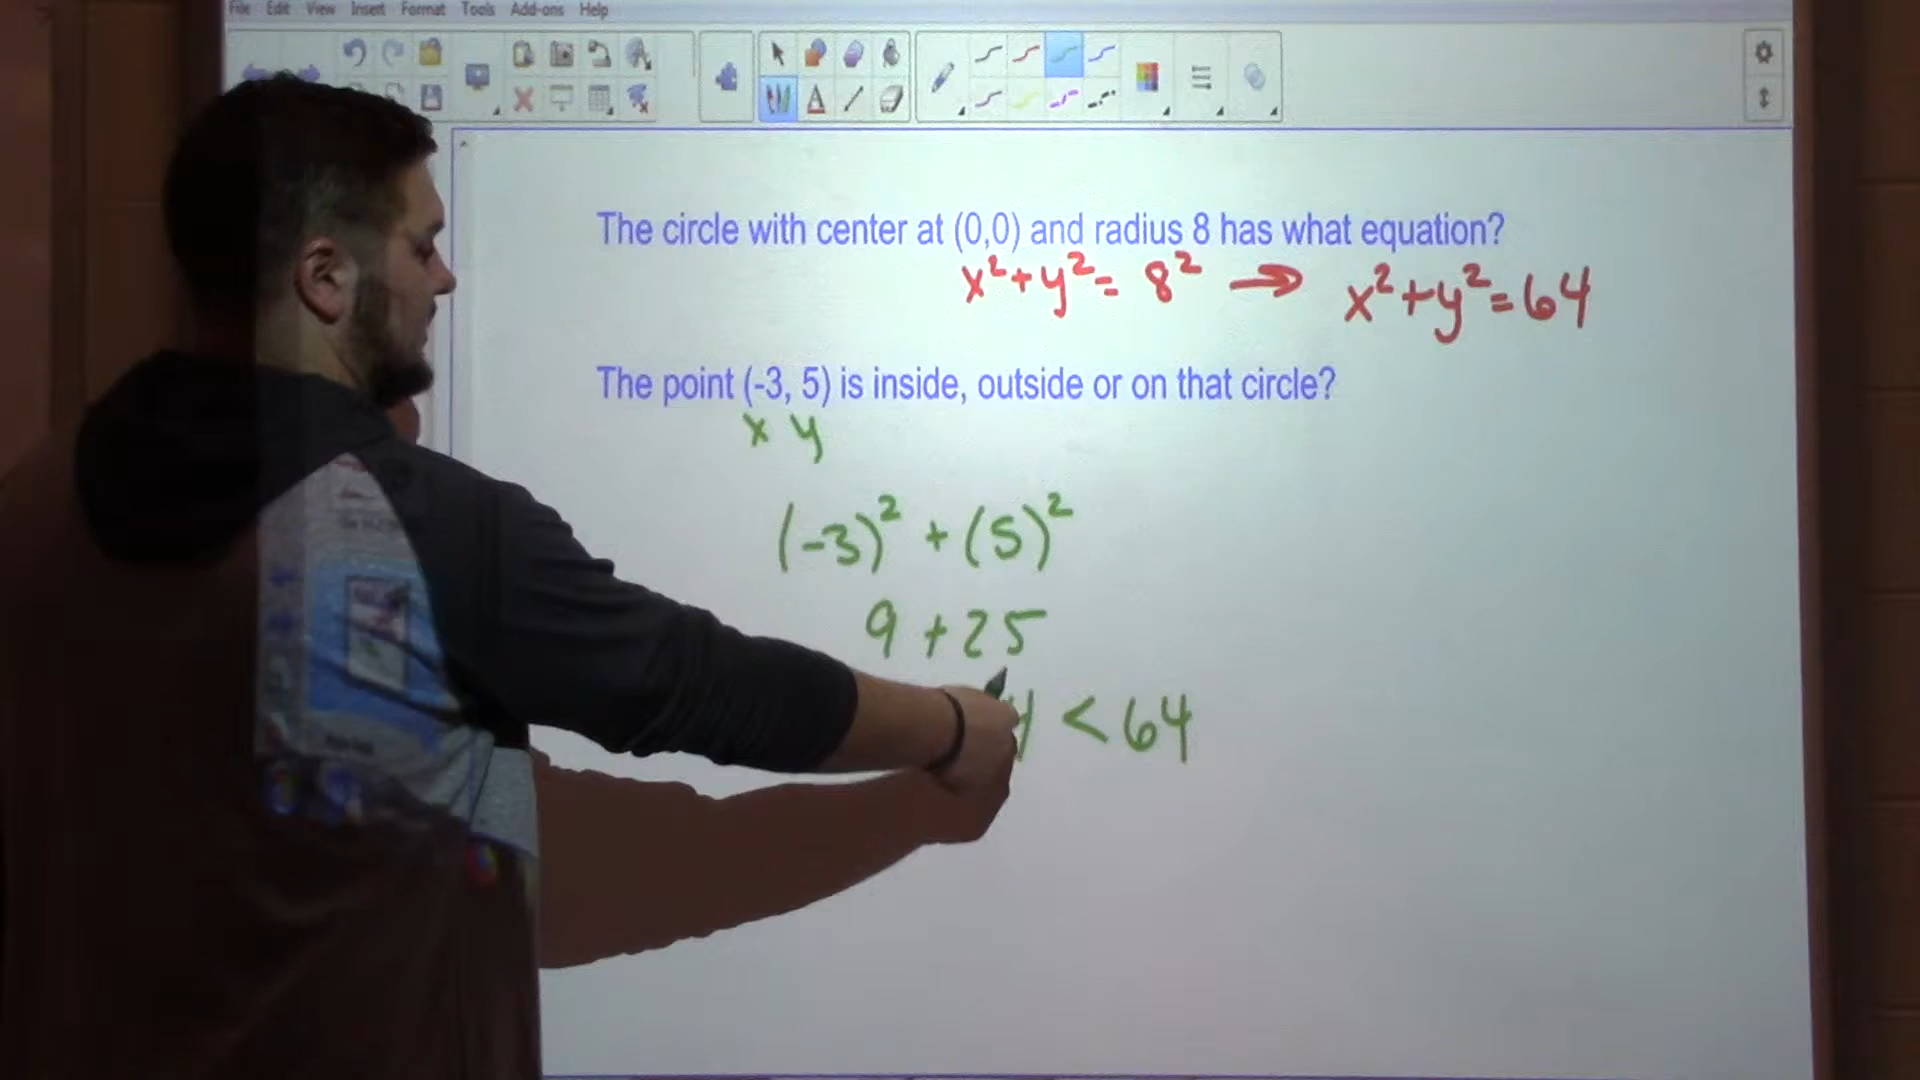 File Edit View Insert Format Tools Add-ons Help
The circle with center at (0,0) and radius 8 has what equation?
x²+y²= 8² → x²+y²=64
The point (-3, 5) is inside, outside or on that circle?
x y
(-3)² + (5)²
9 + 25
4 < 64